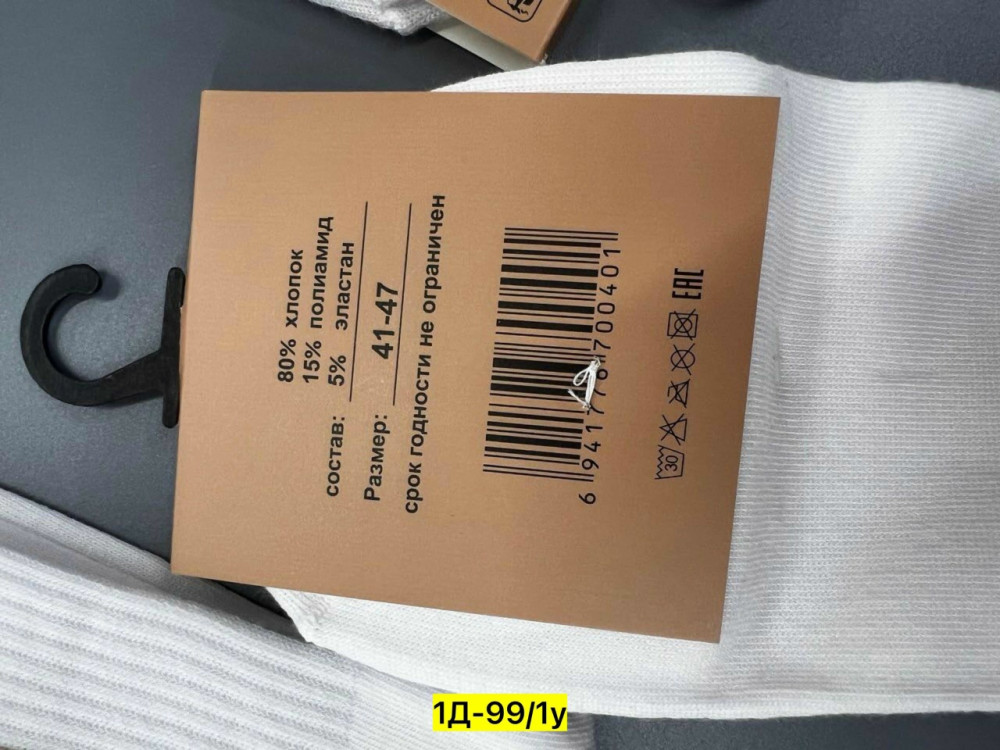 состав: 80% хлопок
15% полиамид
5% эластан
Размер: 41-47
срок годности не ограничен
6 941776 700401
30
EAC
1Д-99/1у